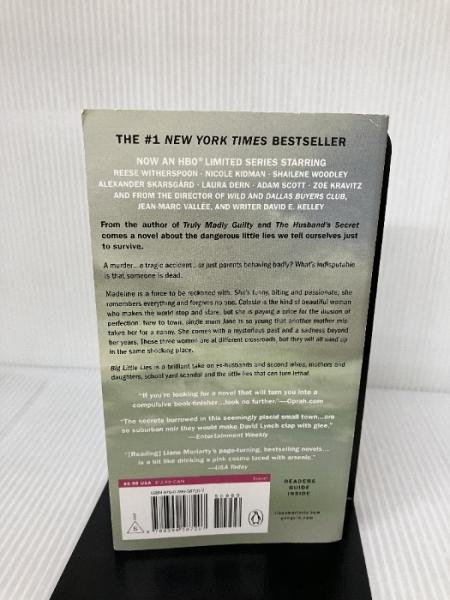 THE #1 NEW YORK TIMES BESTSELLER
NOW AN HBO® LIMITED SERIES STARRING
REESE WITHERSPOON · NICOLE KIDMAN · SHAILENE WOODLEY
ALEXANDER SKARSGÅRD · LAURA DERN · ADAM SCOTT · ZOË KRAVITZ
AND FROM THE DIRECTOR OF WILD AND DALLAS BUYERS CLUB,
JEAN-MARC VALLÉE, AND WRITER DAVID E. KELLEY
From the author of Truly Madly Guilty and The Husband's Secret
comes a novel about the dangerous little lies we tell ourselves just
to survive.
A murder... a tragic accident... or just parents behaving badly? What's indisputable
is that someone is dead.
Madeline is a force to be reckoned with. She's funny, biting and passionate; she
remembers everything and forgives no one. Celeste is the kind of beautiful woman
who makes the world stop and stare, but she is paying a price for the illusion of
perfection. New to town, single mum Jane is so young that another mother mis-
takes her for a nanny. She comes with a mysterious past and a sadness beyond
her years. These three women are at different crossroads, but they will all wind up
in the same shocking place.
Big Little Lies is a brilliant take on ex-husbands and second wives, mothers and
daughters, school yard scandal and the little lies that can turn lethal.
"If you're looking for a novel that will turn you into a
compulsive book-finisher...look no further."—Oprah.com
"The secrets burrowed in this seemingly placid small town...are
so suburban noir they would make David Lynch clap with glee."
—Entertainment Weekly
"[Reading] Liane Moriarty's page-turning, bestselling novels...
is a bit like drinking a pink cosmo laced with arsenic."
—USA Today
READERS
GUIDE
INSIDE
$9.99 USA
lianemoriarty.com
penguin.com